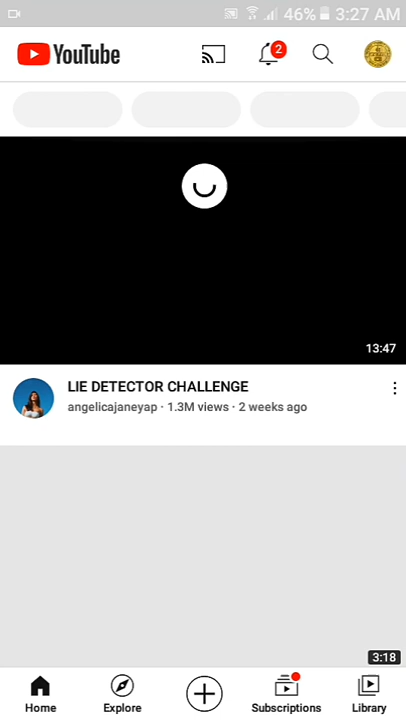 46% 3:27 AM
YouTube
2
13:47
LIE DETECTOR CHALLENGE
angelicajaneyap · 1.3M views · 2 weeks ago
3:18
Home Explore Subscriptions Library